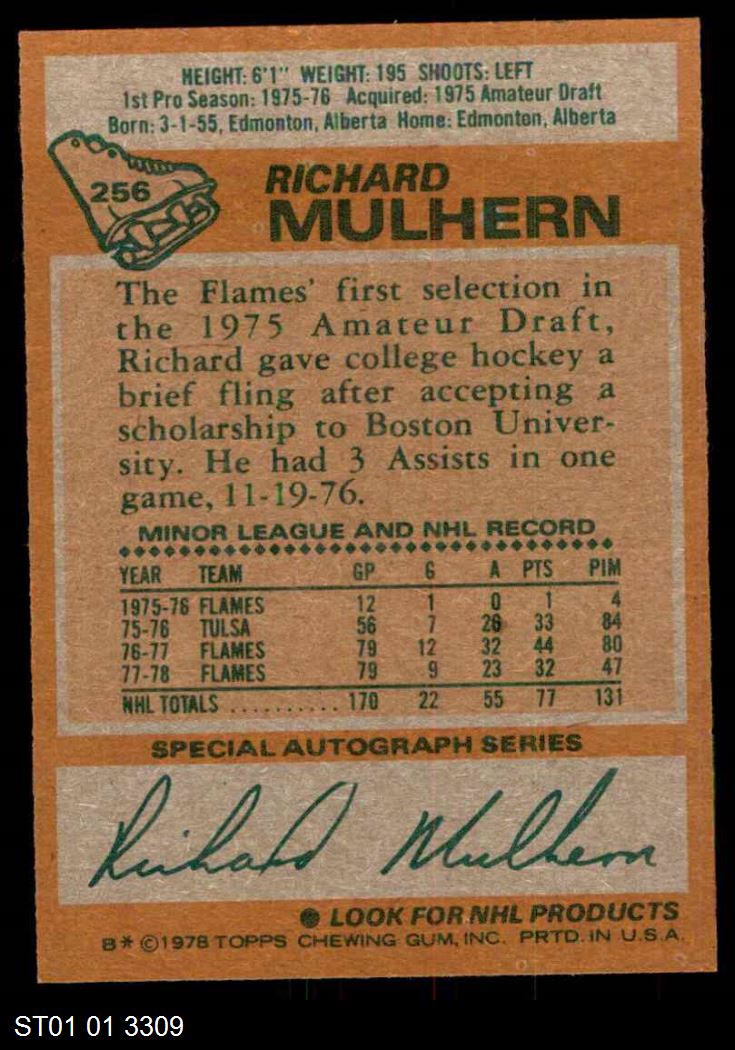 HEIGHT: 6'1" WEIGHT: 195 SHOOTS: LEFT
1st Pro Season: 1975-76 Acquired: 1975 Amateur Draft
Born: 3-1-55, Edmonton, Alberta Home: Edmonton, Alberta
256
RICHARD
MULHERN
The Flames' first selection in
the 1975 Amateur Draft,
Richard gave college hockey a
brief fling after accepting a
scholarship to Boston Univer-
sity. He had 3 Assists in one
game, 11-19-76.
MINOR LEAGUE AND NHL RECORD
YEAR TEAM GP G A PTS PIM
1975-76 FLAMES 12 1 0 1 4
75-76 TULSA 56 7 26 33 84
76-77 FLAMES 79 12 32 44 80
77-78 FLAMES 79 9 23 32 47
NHL TOTALS .......... 170 22 55 77 131
SPECIAL AUTOGRAPH SERIES
Richard Mulhern
● LOOK FOR NHL PRODUCTS
B* ©1978 TOPPS CHEWING GUM, INC. PRTD. IN U.S.A.
ST01 01 3309